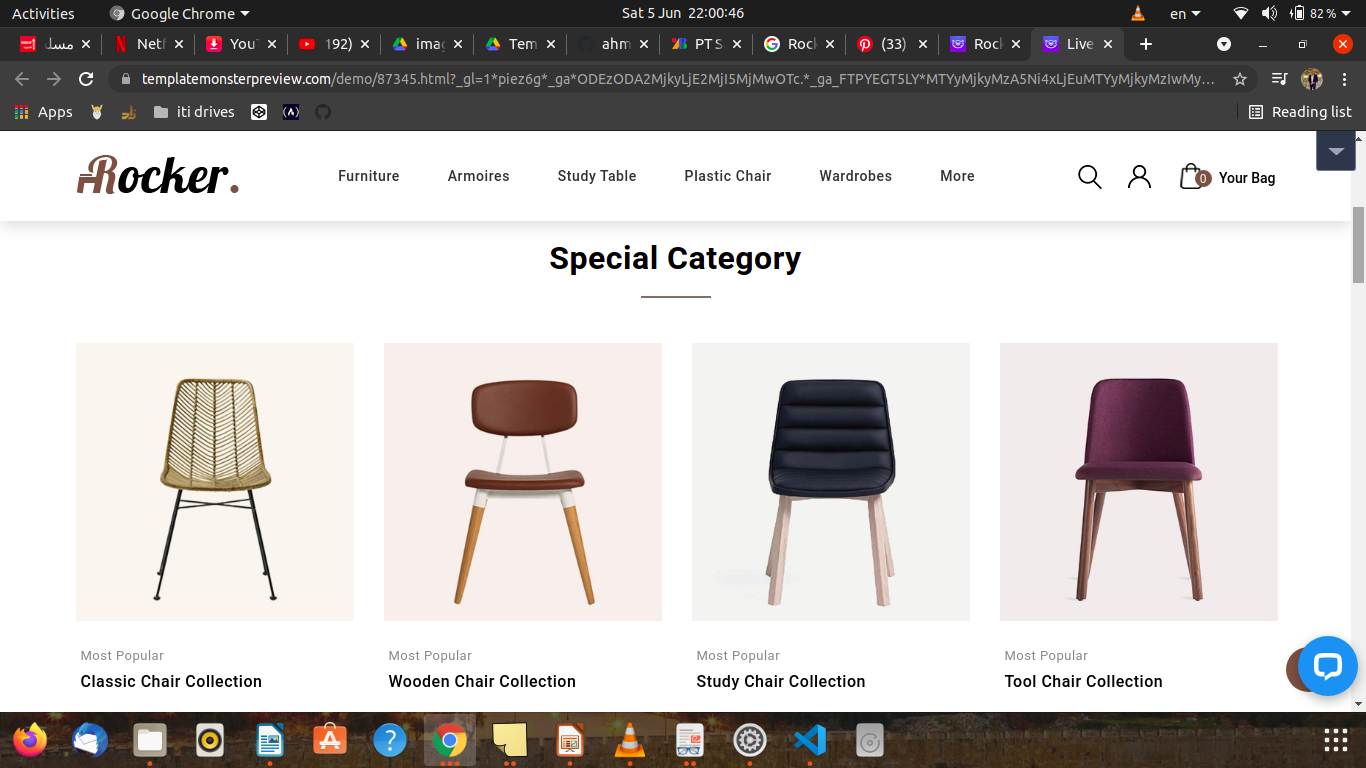 Activities Google Chrome Sat 5 Jun 22:00:46 en 82 %
مسل Netf YouT 192) imag Tem ahm PT S Rock (33) Rock Live
templatemonsterpreview.com/demo/87345.html?_gl=1*piez6g*_ga*ODEzODA2MjkyLjE2MjI5MjMwOTc.*_ga_FTPYEGT5LY*MTYyMjkyMzA5Ni4xLjEuMTYyMjkyMzIwMy...
Apps iti drives (A) Reading list
Rocker.
Furniture Armoires Study Table Plastic Chair Wardrobes More 0 Your Bag
Special Category
Most Popular Most Popular Most Popular Most Popular
Classic Chair Collection Wooden Chair Collection Study Chair Collection Tool Chair Collection